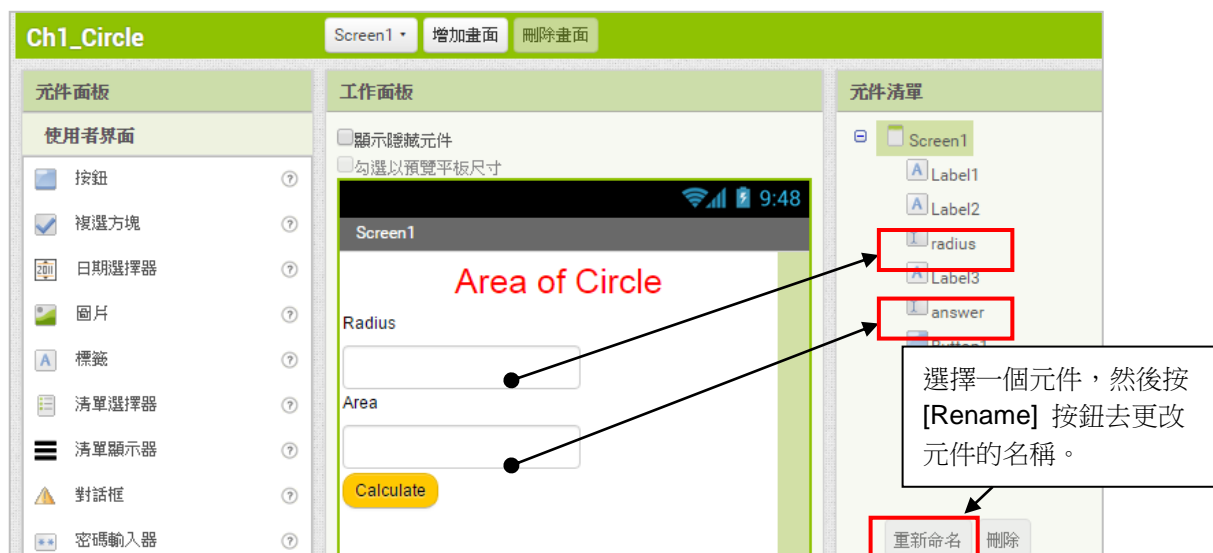 Ch1_Circle
Screen1
增加畫面
刪除畫面
元件面板
使用者界面
按鈕
複選方塊
2011
日期選擇器
圖片
A
標籤
清單選擇器
清單顯示器
對話框
密碼輸入器
工作面板
顯示隱藏元件
勾選以預覽平板尺寸
9:48
Screen1
Area of Circle
Radius
Area
Calculate
元件清單
Screen1
A Label1
A Label2
radius
A Label3
answer
Button1
選擇一個元件，然後按
[Rename] 按鈕去更改
元件的名稱。
重新命名
刪除